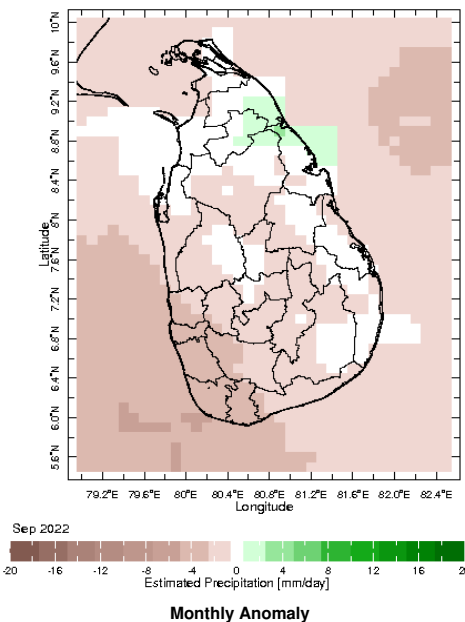 10°N
9.6°N
9.2°N
8.8°N
8.4°N
8°N
7.6°N
7.2°N
6.8°N
6.4°N
6.0°N
5.6°N
Latitude
79.2°E 79.6°E 80°E 80.4°E 80.8°E 81.2°E 81.6°E 82.0°E 82.4°E
Longitude
Sep 2022
-20 -16 -12 -8 -4 0 4 8 12 16 20
Estimated Precipitation [mm/day]
Monthly Anomaly